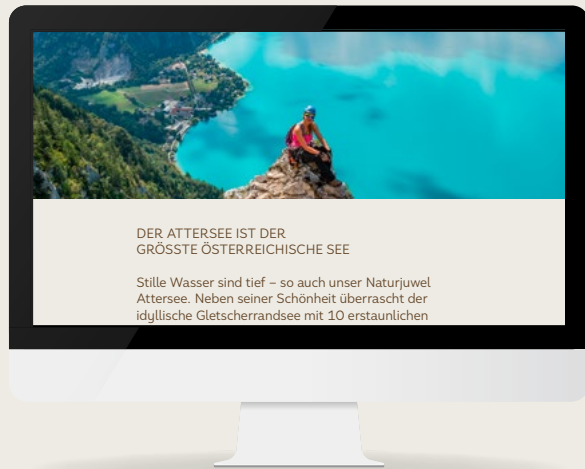 DER ATTERSEE IST DER
GRÖSSTE ÖSTERREICHISCHE SEE
Stille Wasser sind tief – so auch unser Naturjuwel
Attersee. Neben seiner Schönheit überrascht der
idyllische Gletscherrandsee mit 10 erstaunlichen